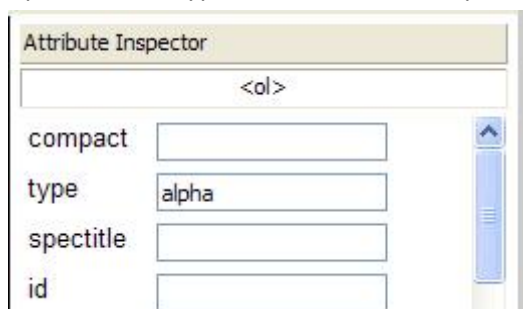 Attribute Inspector
<ol>
compact
type alpha
spectitle
id